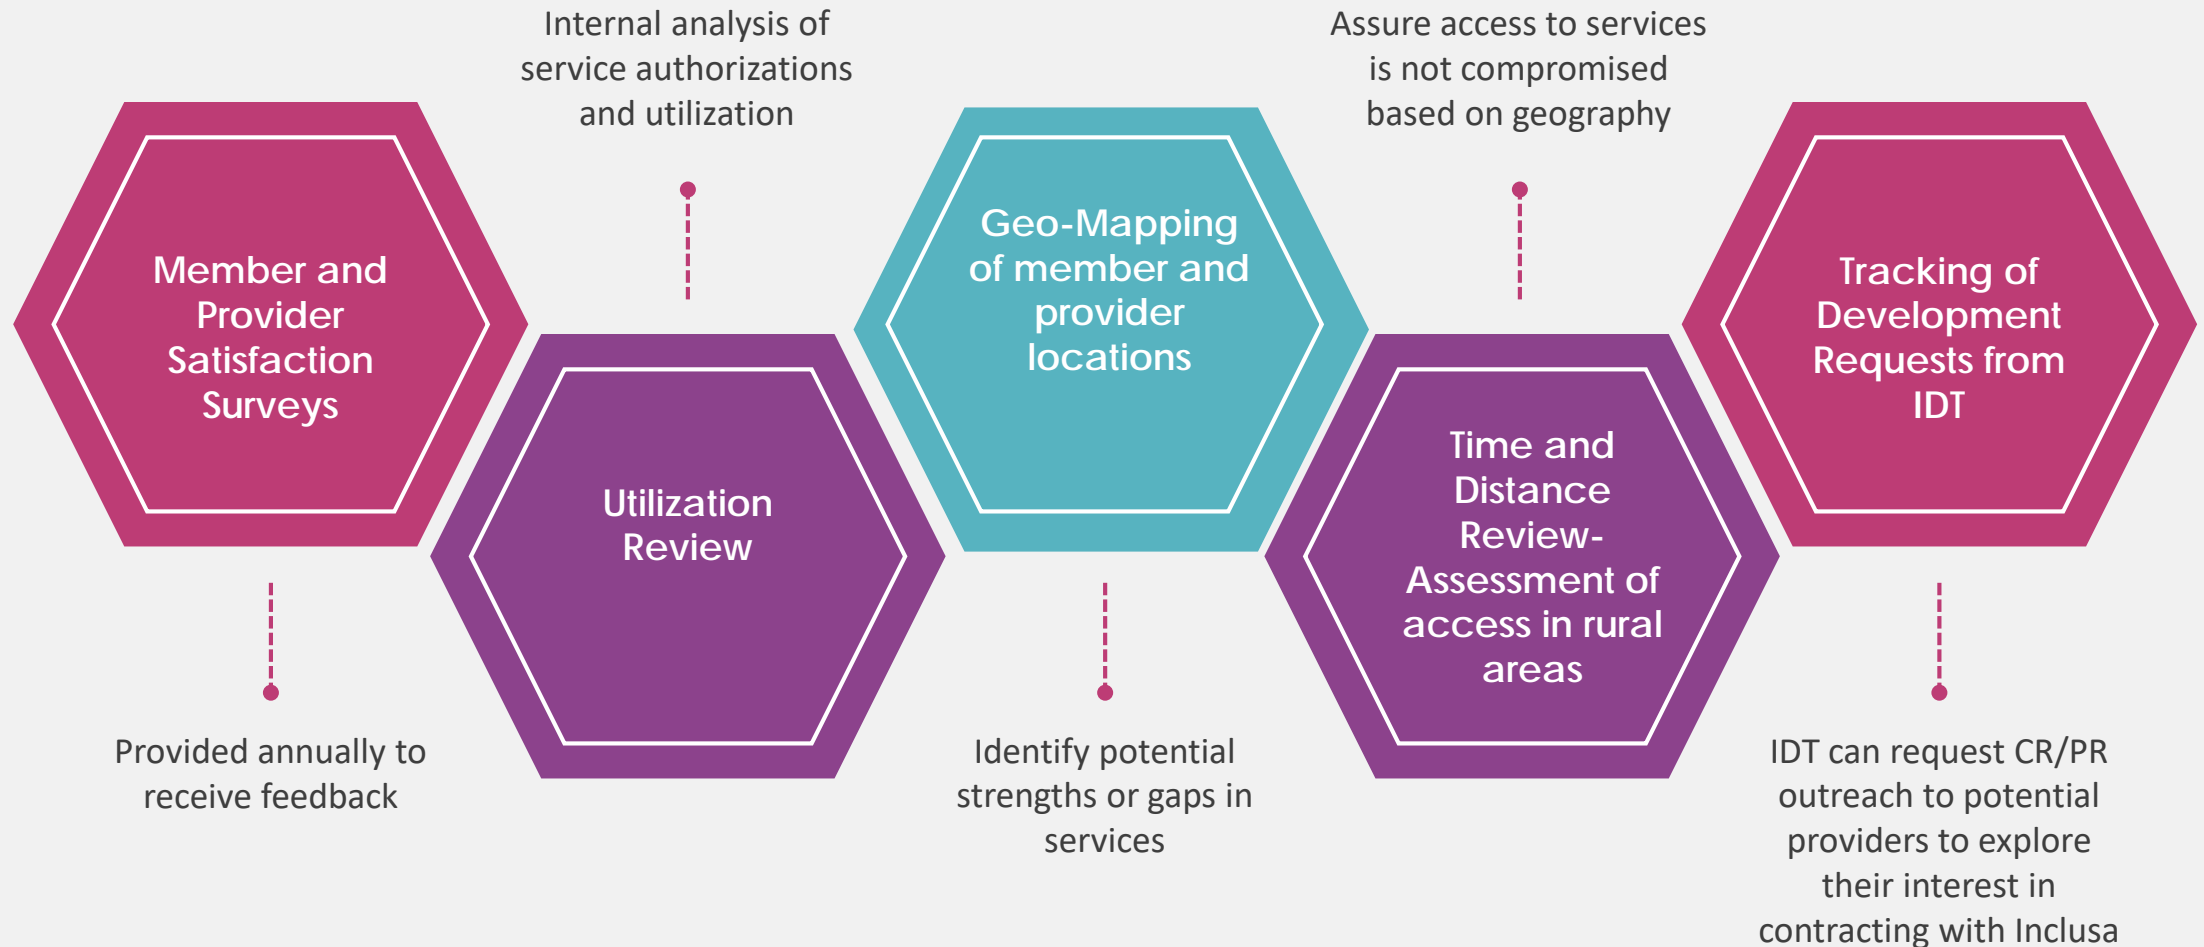 Member and
Provider
Satisfaction
Surveys
Provided annually to
receive feedback
Internal analysis of
service authorizations
and utilization
Utilization
Review
Geo-Mapping
of member and
provider
locations
Identify potential
strengths or gaps in
services
Assure access to services
is not compromised
based on geography
Time and
Distance
Review-
Assessment of
access in rural
areas
Tracking of
Development
Requests from
IDT
IDT can request CR/PR
outreach to potential
providers to explore
their interest in
contracting with Inclusa